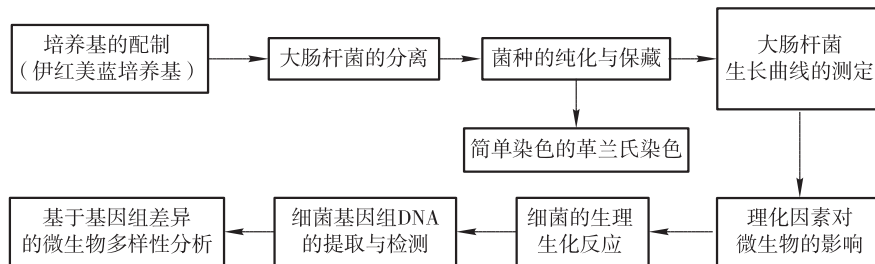 培养基的配制
（伊红美蓝培养基）
大肠杆菌的分离
菌种的纯化与保藏
大肠杆菌
生长曲线的测定
简单染色的革兰氏染色
基于基因组差异
的微生物多样性分析
细菌基因组DNA
的提取与检测
细菌的生理
生化反应
理化因素对
微生物的影响